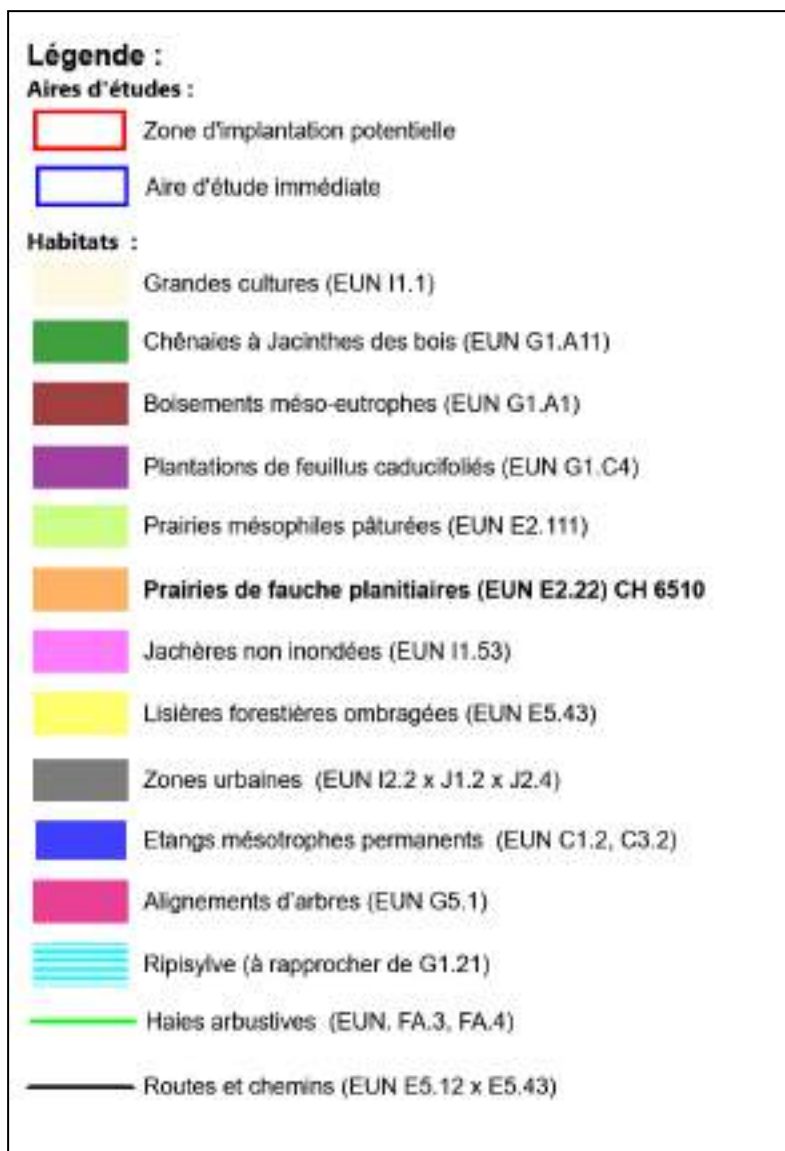 Légende :
Aires d'études :
Zone d'implantation potentielle
Aire d'étude immédiate
Habitats :
Grandes cultures (EUN I1.1)
Chênaies à Jacinthes des bois (EUN G1.A11)
Boisements méso-eutrophes (EUN G1.A1)
Plantations de feuillus caducifoliés (EUN G1.C4)
Prairies mésophiles pâturées (EUN E2.111)
Prairies de fauche planitiaires (EUN E2.22) CH 6510
Jachères non inondées (EUN I1.53)
Lisières forestières ombragées (EUN E5.43)
Zones urbaines (EUN I2.2 x J1.2 x J2.4)
Etangs mésotrophes permanents (EUN C1.2, C3.2)
Alignements d'arbres (EUN G5.1)
Ripisylve (à rapprocher de G1.21)
Haies arbustives (EUN. FA.3, FA.4)
Routes et chemins (EUN E5.12 x E5.43)